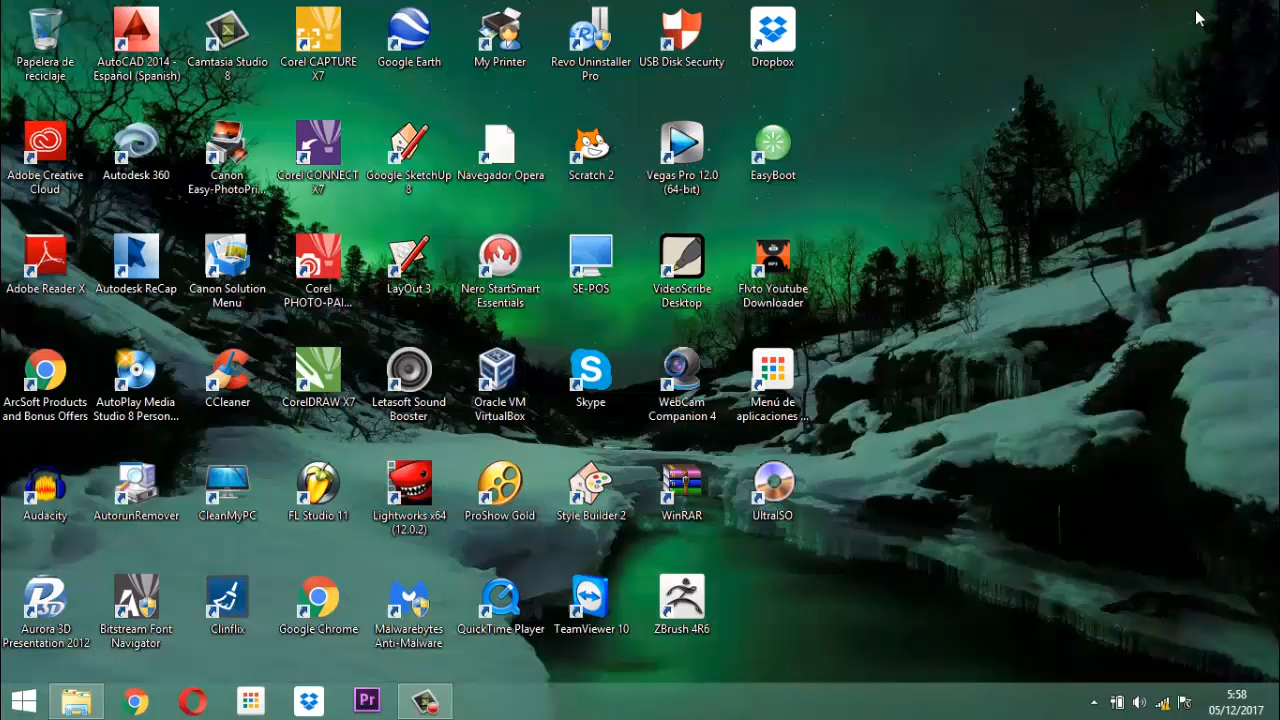 Papelera de
reciclaje
AutoCAD 2014 -
Español (Spanish)
Camtasia Studio
8
Corel CAPTURE
X7
Google Earth
My Printer
Revo Uninstaller
Pro
USB Disk Security
Dropbox
Adobe Creative
Cloud
Autodesk 360
Canon
Easy-PhotoPri...
Corel CONNECT
X7
Google SketchUp
8
Navegador Opera
Scratch 2
Vegas Pro 12.0
(64-bit)
EasyBoot
Adobe Reader X
Autodesk ReCap
Canon Solution
Menu
Corel
PHOTO-PAI...
LayOut 3
Nero StartSmart
Essentials
SE-POS
VideoScribe
Desktop
Flvto Youtube
Downloader
ArcSoft Products
and Bonus Offers
AutoPlay Media
Studio 8 Person...
CCleaner
CorelDRAW X7
Letasoft Sound
Booster
Oracle VM
VirtualBox
Skype
WebCam
Companion 4
Menú de
aplicaciones ...
Audacity
AutorunRemover
CleanMyPC
FL Studio 11
Lightworks x64
(12.0.2)
ProShow Gold
Style Builder 2
WinRAR
UltraISO
Aurora 3D
Presentation 2012
Bitstream Font
Navigator
Clinflix
Google Chrome
Malwarebytes
Anti-Malware
QuickTime Player
TeamViewer 10
ZBrush 4R6
Pr
5:58
05/12/2017